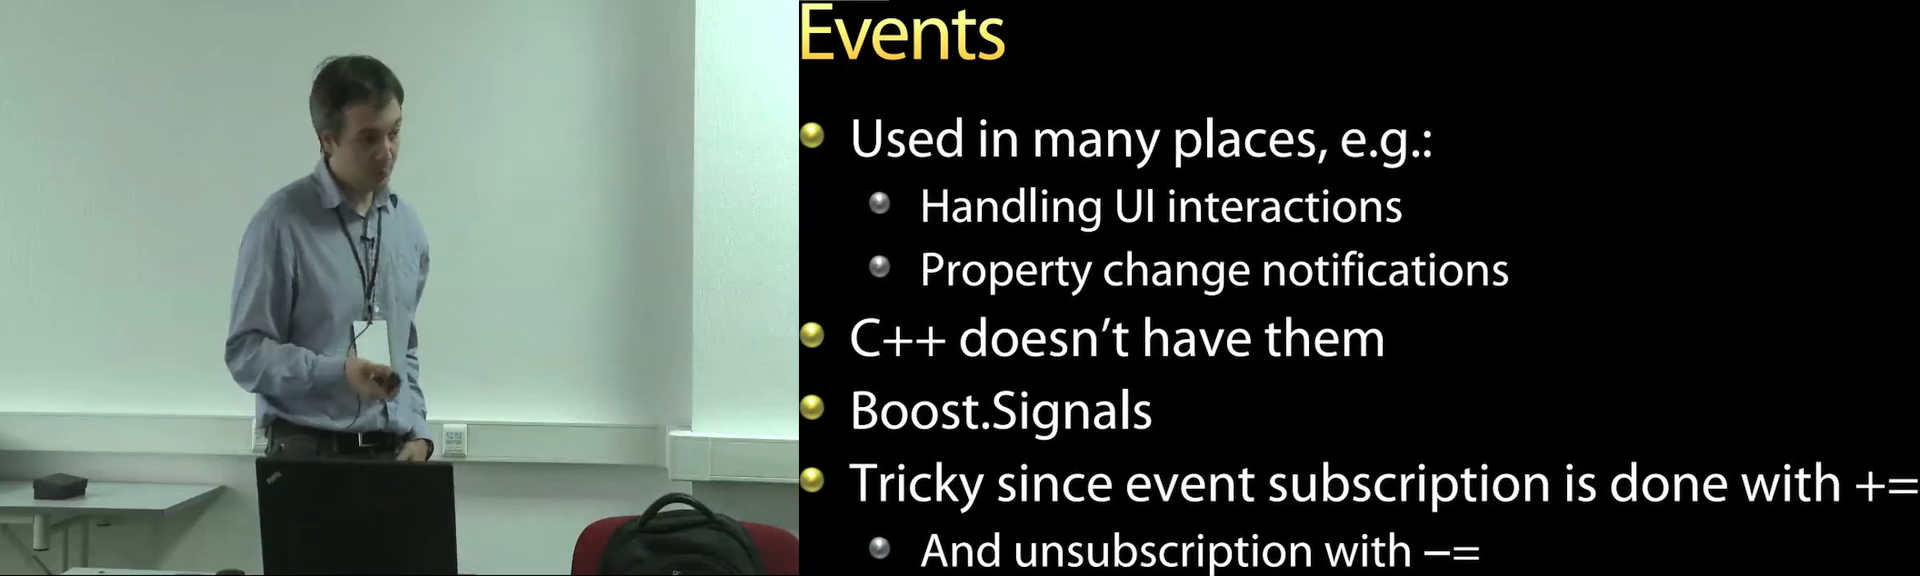 Events
Used in many places, e.g.:
Handling UI interactions
Property change notifications
C++ doesn’t have them
Boost.Signals
Tricky since event subscription is done with +=
And unsubscription with –=